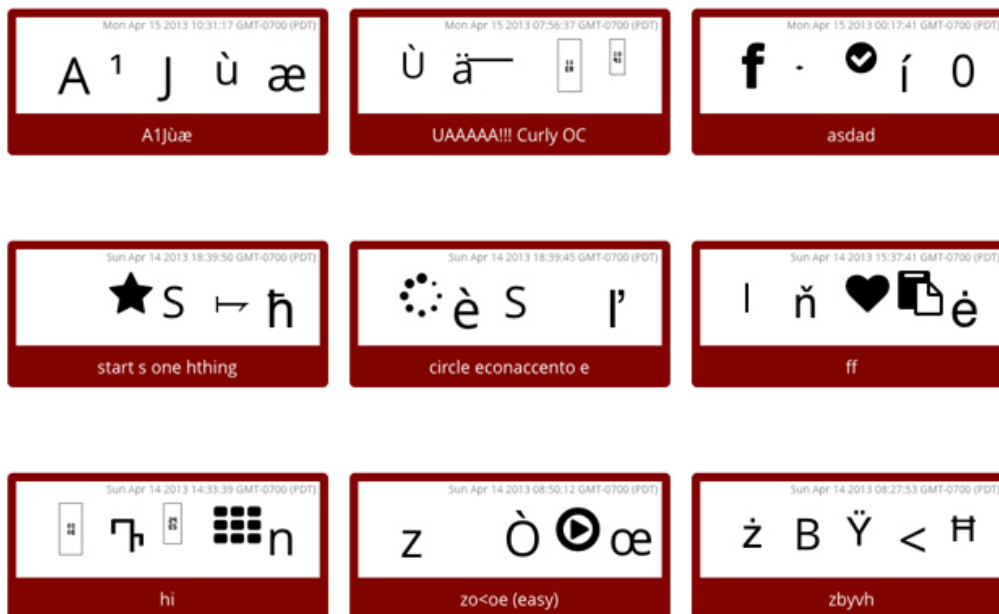 Mon Apr 15 2013 10:31:17 GMT-0700 (PDT)
A ¹ J ù æ
A1Jùæ
Mon Apr 15 2013 07:56:37 GMT-0700 (PDT)
Ù ä
UAAAAA!!! Curly OC
Mon Apr 15 2013 00:17:41 GMT-0700 (PDT)
f í 0
asdad
Sun Apr 14 2013 18:39:50 GMT-0700 (PDT)
S ħ
start s one hthing
Sun Apr 14 2013 18:39:45 GMT-0700 (PDT)
è S ľ
circle econaccento e
Sun Apr 14 2013 15:37:41 GMT-0700 (PDT)
ň ė
ff
Sun Apr 14 2013 14:33:39 GMT-0700 (PDT)
n
hi
Sun Apr 14 2013 08:50:12 GMT-0700 (PDT)
z Ò œ
zo<oe (easy)
Sun Apr 14 2013 08:27:53 GMT-0700 (PDT)
ż B Ÿ < Ħ
zbyvh